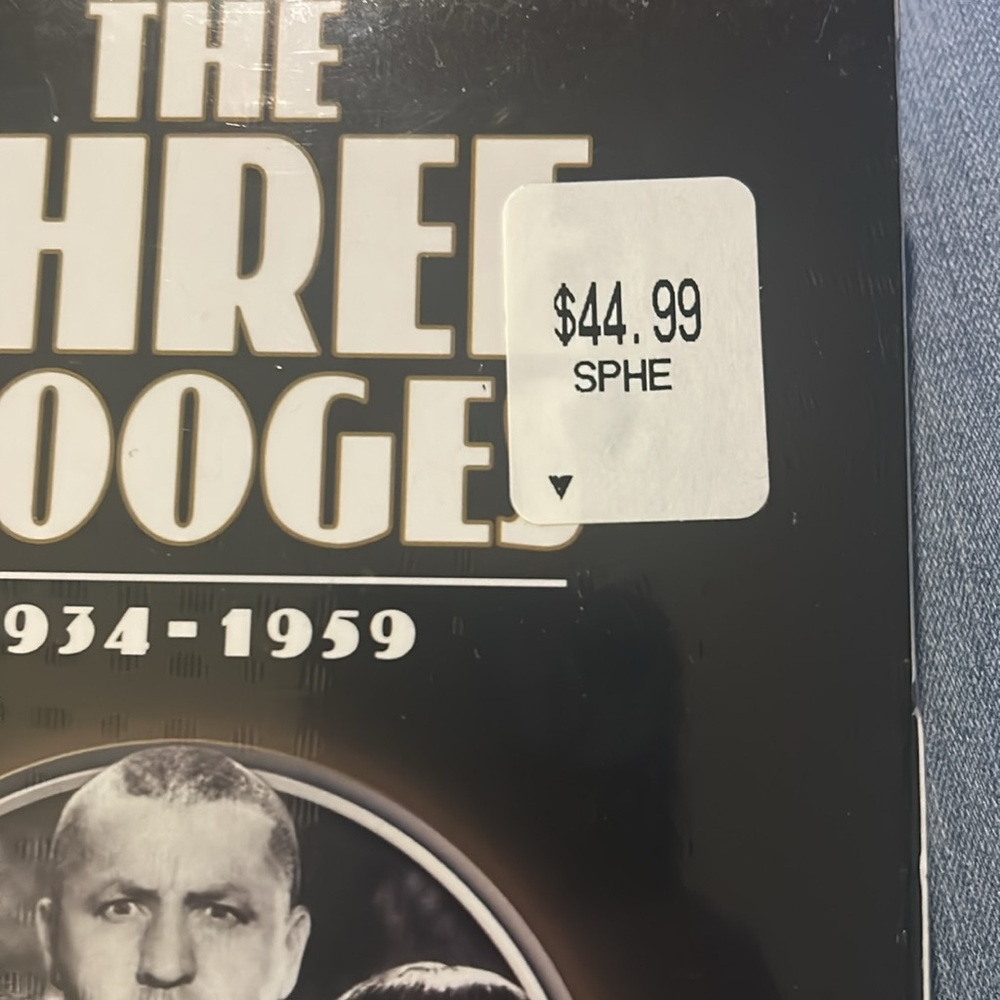 THE
HREE
OOGES
934-1959
$44.99
SPHE